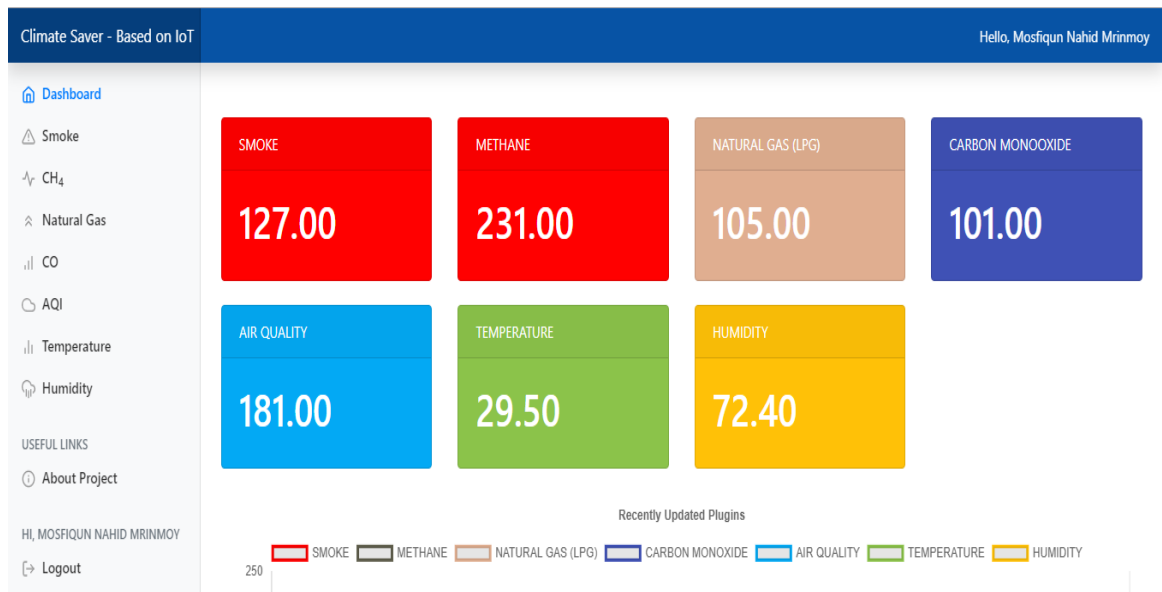 Climate Saver - Based on IoT
Hello, Mosfiqun Nahid Mrinmoy
Dashboard
Smoke
CH4
Natural Gas
CO
AQI
Temperature
Humidity
USEFUL LINKS
About Project
HI, MOSFIQUN NAHID MRINMOY
Logout
SMOKE
127.00
METHANE
231.00
NATURAL GAS (LPG)
105.00
CARBON MONOOXIDE
101.00
AIR QUALITY
181.00
TEMPERATURE
29.50
HUMIDITY
72.40
Recently Updated Plugins
SMOKE METHANE NATURAL GAS (LPG) CARBON MONOXIDE AIR QUALITY TEMPERATURE HUMIDITY
250